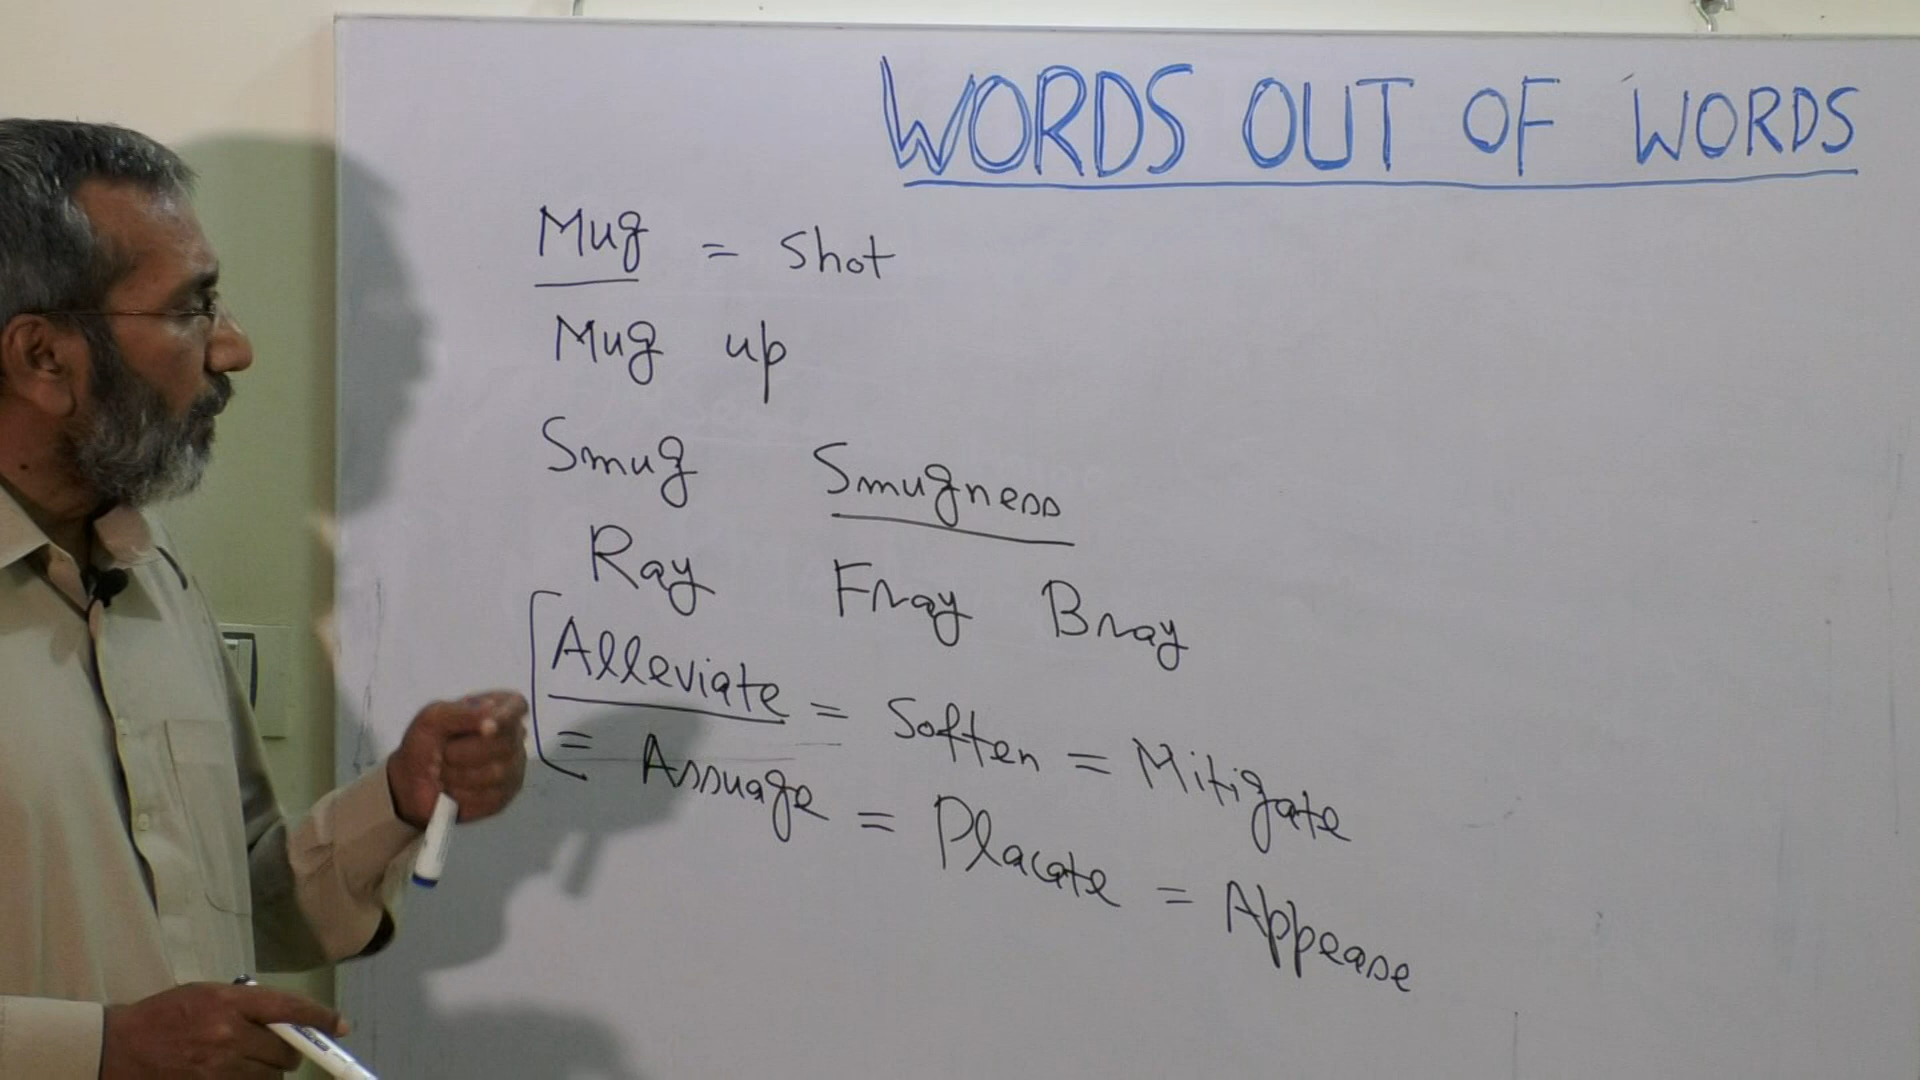 WORDS OUT OF WORDS
Mug = Shot
Mug up
Smug Smugness
Ray Fray Bray
Alleviate = Soften = Mitigate
= Assuage = Placate = Appease